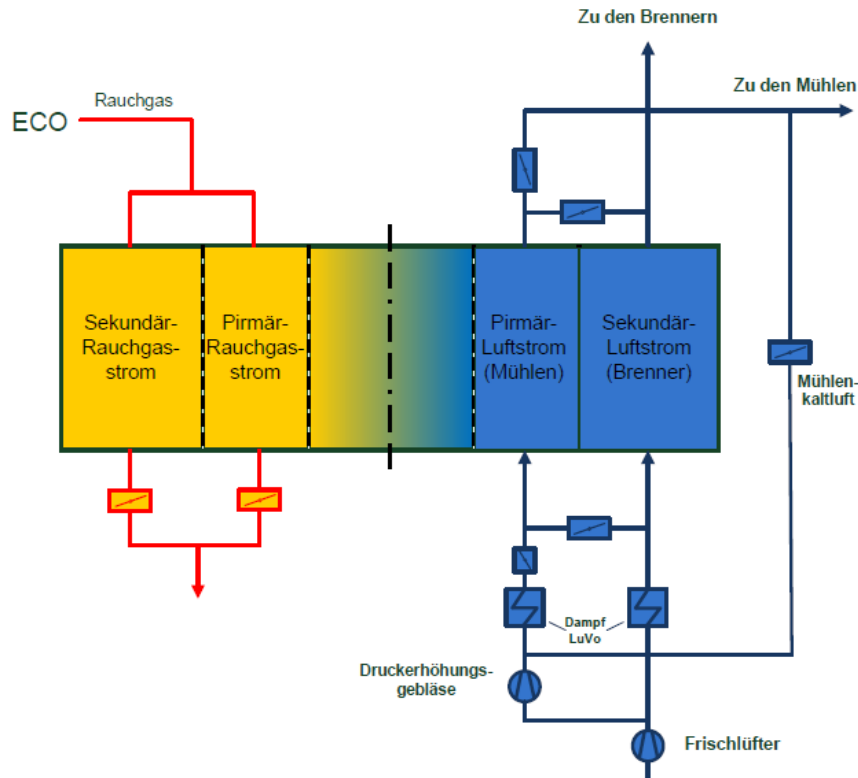 Zu den Brennern
Zu den Mühlen
Rauchgas
ECO
Sekundär-
Rauchgas-
strom
Pirmär-
Rauchgas-
strom
Pirmär-
Luftstrom
(Mühlen)
Sekundär-
Luftstrom
(Brenner)
Mühlen-
kaltluft
Dampf
LuVo
Druckerhöhungs-
gebläse
Frischlüfter